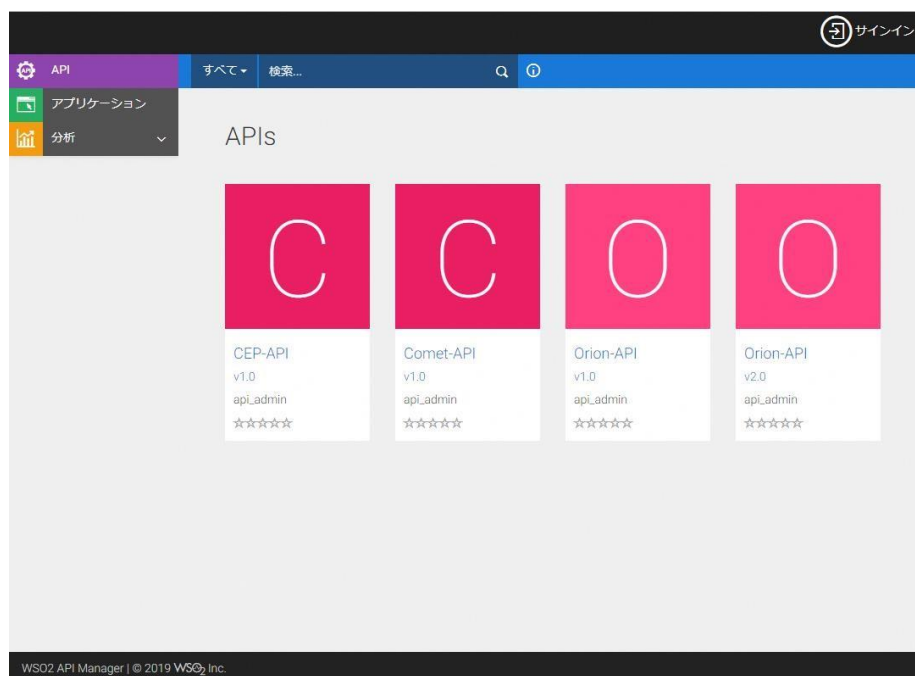 サインイン
API
すべて
検索...
アプリケーション
分析
APIs
C
C
O
O
CEP-API
v1.0
api_admin
Comet-API
v1.0
api_admin
Orion-API
v1.0
api_admin
Orion-API
v2.0
api_admin
WSO2 API Manager | © 2019 WSO2 Inc.